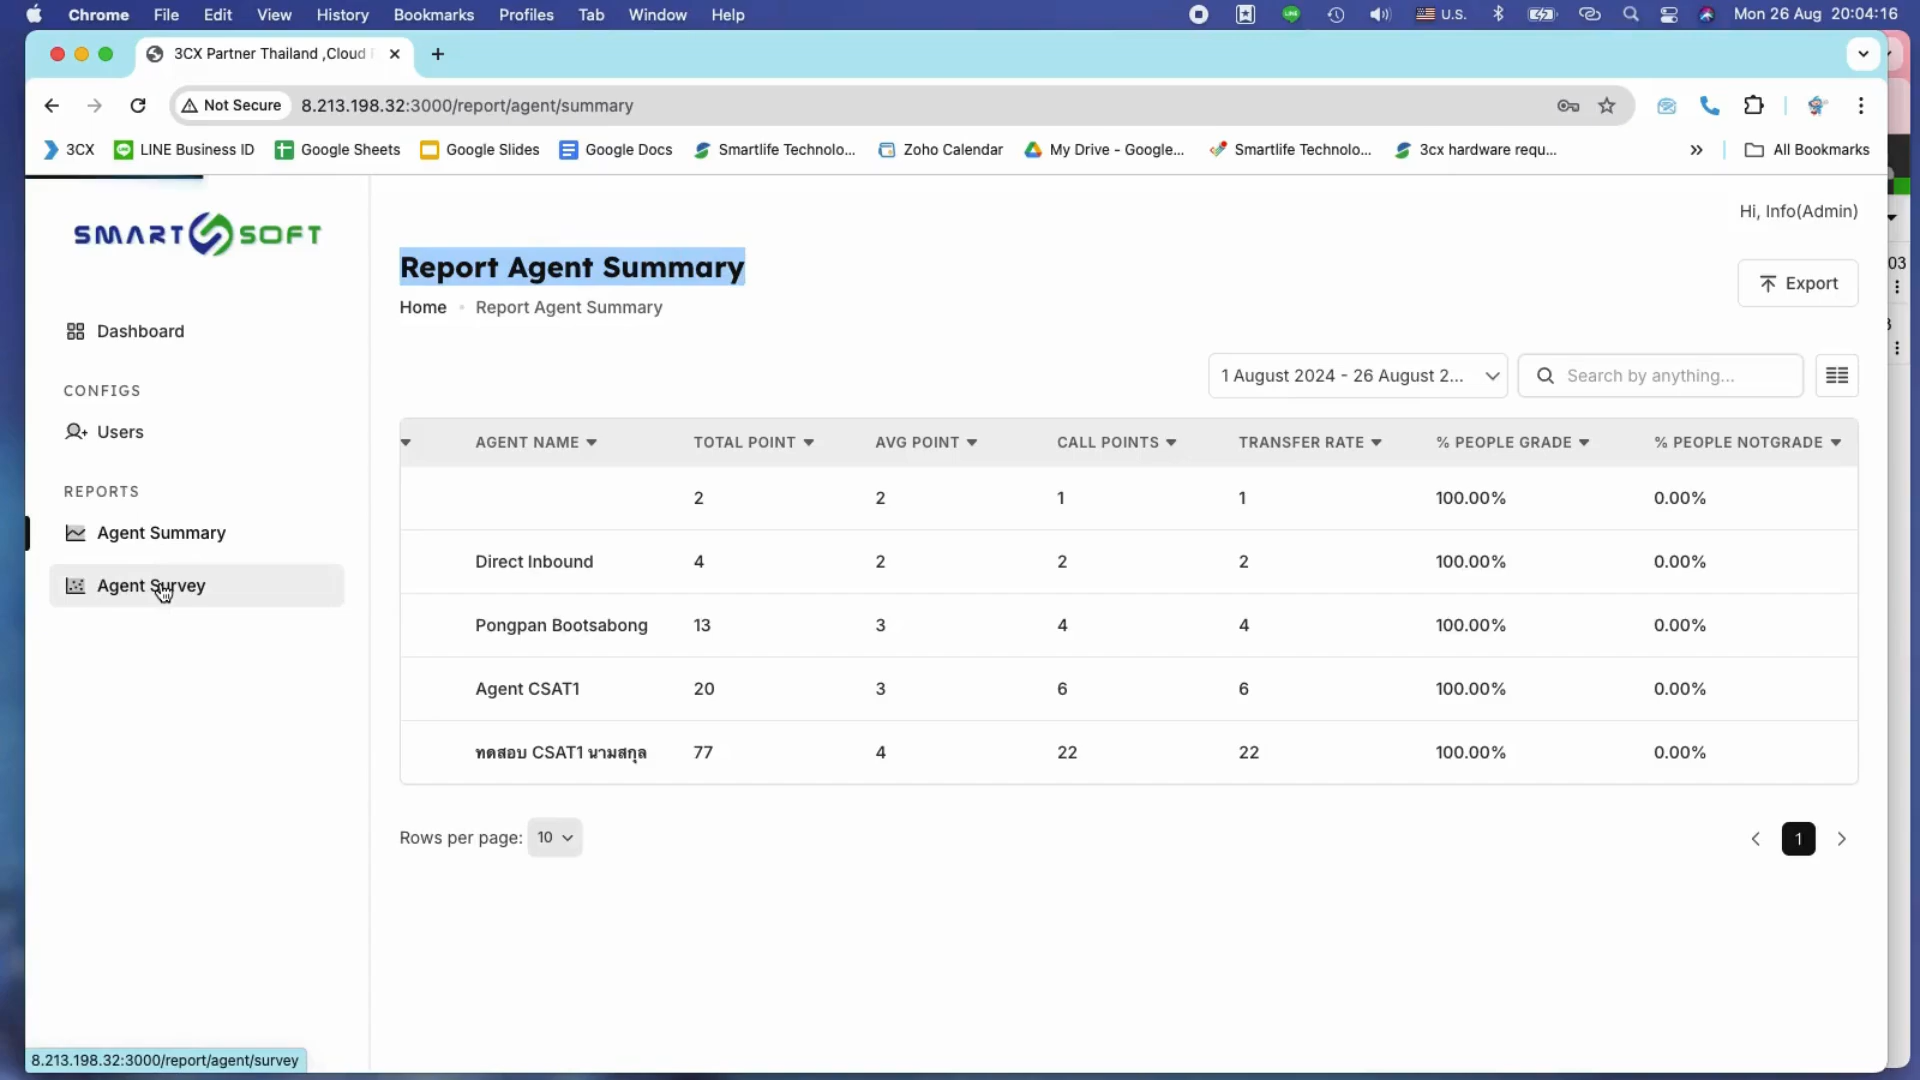 Chrome File Edit View History Bookmarks Profiles Tab Window Help U.S. Mon 26 Aug 20:04:16
3CX Partner Thailand ,Cloud
Not Secure 8.213.198.32:3000/report/agent/summary
3CX LINE Business ID Google Sheets Google Slides Google Docs Smartlife Technolo... Zoho Calendar My Drive - Google... Smartlife Technolo... 3cx hardware requ... All Bookmarks
SMART SOFT
Hi, Info(Admin)
Report Agent Summary
Export
Home Report Agent Summary
Dashboard
CONFIGS
Users
REPORTS
Agent Summary
Agent Survey
1 August 2024 - 26 August 2... Search by anything...
AGENT NAME TOTAL POINT AVG POINT CALL POINTS TRANSFER RATE % PEOPLE GRADE % PEOPLE NOTGRADE
2 2 1 1 100.00% 0.00%
Direct Inbound 4 2 2 2 100.00% 0.00%
Pongpan Bootsabong 13 3 4 4 100.00% 0.00%
Agent CSAT1 20 3 6 6 100.00% 0.00%
ทดสอบ CSAT1 นามสกุล 77 4 22 22 100.00% 0.00%
Rows per page: 10
1
8.213.198.32:3000/report/agent/survey